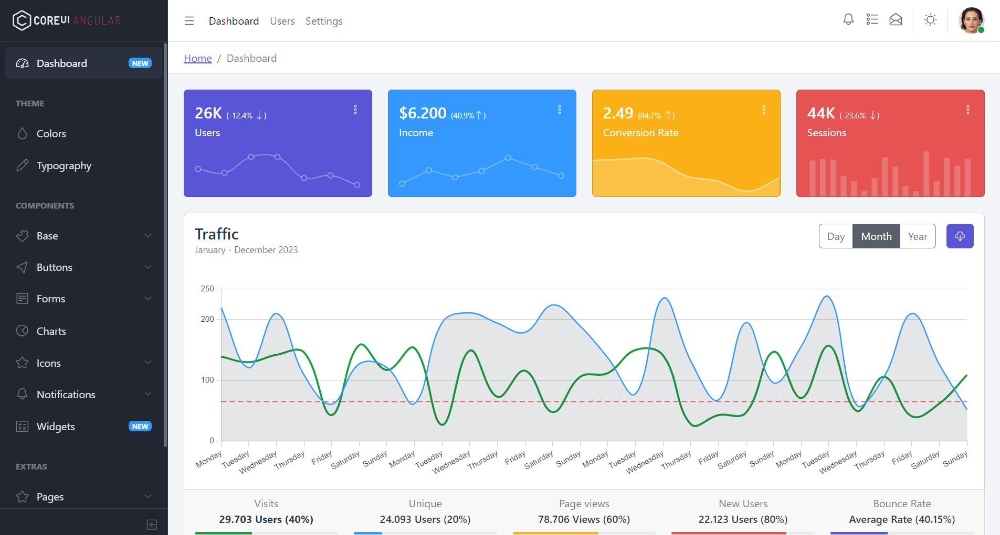 COREUI ANGULAR
Dashboard NEW
THEME
Colors
Typography
COMPONENTS
Base
Buttons
Forms
Charts
Icons
Notifications
Widgets NEW
EXTRAS
Pages
Dashboard Users Settings
Home / Dashboard
26K (-12.4% ↓)
Users
$6.200 (40.9% ↑)
Income
2.49 (84.7% ↑)
Conversion Rate
44K (-23.6% ↓)
Sessions
Traffic
January - December 2023
Day Month Year
250
200
100
0
Monday Tuesday Wednesday Thursday Friday Saturday Sunday Monday Tuesday Wednesday Thursday Friday Saturday Sunday Monday Tuesday Wednesday Thursday Friday Saturday Sunday Monday Tuesday Wednesday Thursday Friday Saturday Sunday
Visits
29.703 Users (40%)
Unique
24.093 Users (20%)
Page views
78.706 Views (60%)
New Users
22.123 Users (80%)
Bounce Rate
Average Rate (40.15%)